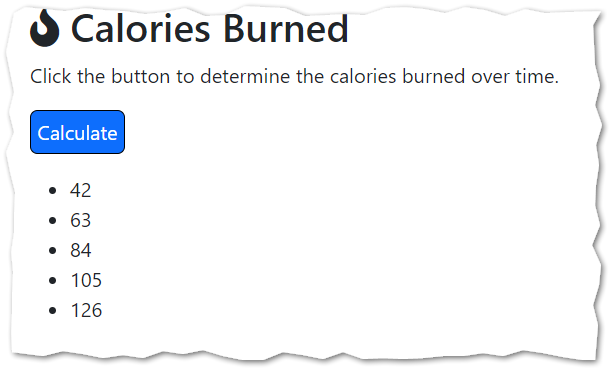 Calories Burned
Click the button to determine the calories burned over time.
Calculate
42
63
84
105
126